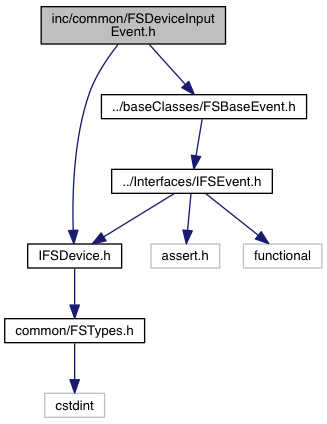 inc/common/FSDeviceInput
Event.h
../baseClasses/FSBaseEvent.h
../Interfaces/IFSEvent.h
IFSDevice.h
assert.h
functional
common/FSTypes.h
cstdint